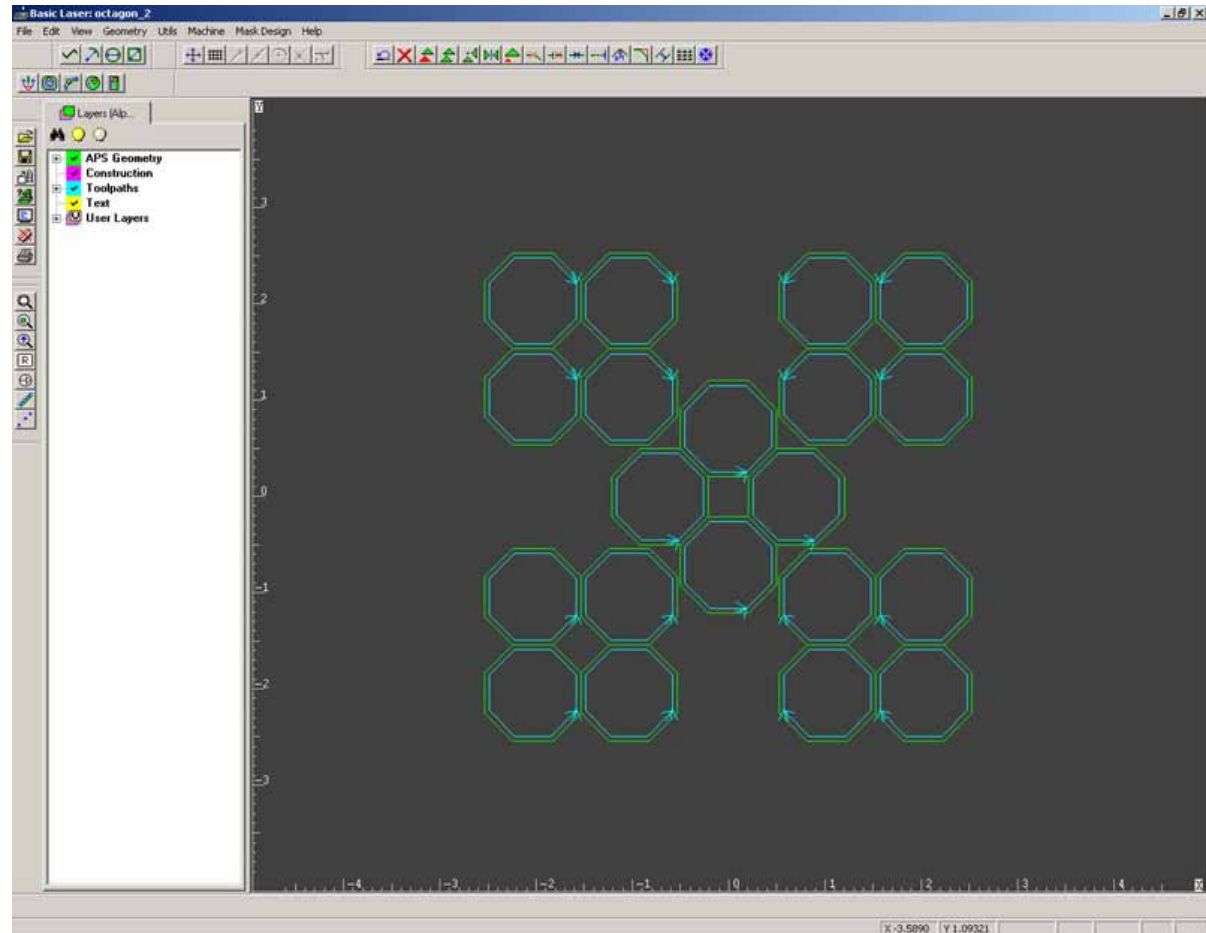 Basic Laser: octagon_2
File Edit View Geometry Utils Machine Mask Design Help
Layers (Alp...
APS Geometry
Construction
Toolpaths
Text
User Layers
Y
3
2
1
0
-1
-2
-3
-4 -3 -2 -1 0 1 2 3 4 X
R
X -3.5890 Y 1.09321